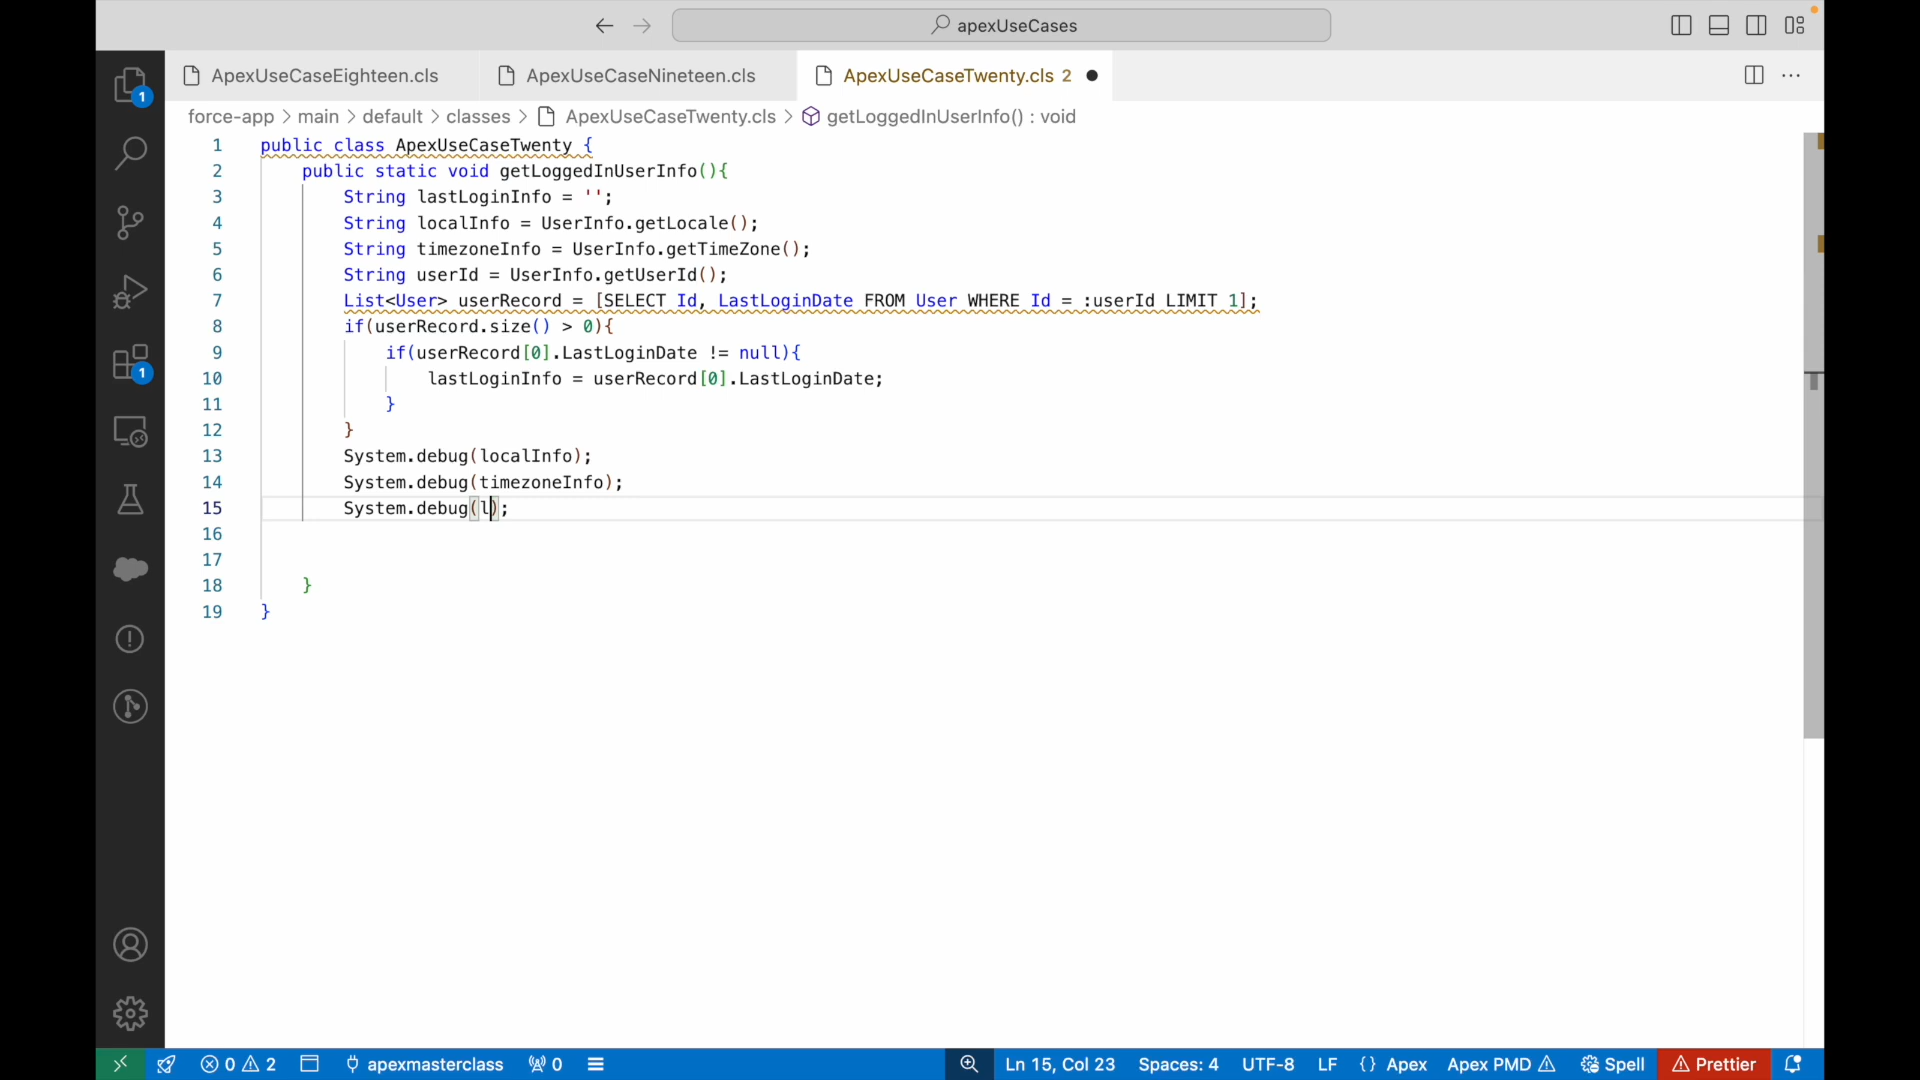 apexUseCases
ApexUseCaseEighteen.cls ApexUseCaseNineteen.cls ApexUseCaseTwenty.cls 2
force-app > main > default > classes > ApexUseCaseTwenty.cls > getLoggedInUserInfo() : void
1 public class ApexUseCaseTwenty {
2 public static void getLoggedInUserInfo(){
3 String lastLoginInfo = '';
4 String localInfo = UserInfo.getLocale();
5 String timezoneInfo = UserInfo.getTimeZone();
6 String userId = UserInfo.getUserId();
7 List<User> userRecord = [SELECT Id, LastLoginDate FROM User WHERE Id = :userId LIMIT 1];
8 if(userRecord.size() > 0){
9 if(userRecord[0].LastLoginDate != null){
10 lastLoginInfo = userRecord[0].LastLoginDate;
11 }
12 }
13 System.debug(localInfo);
14 System.debug(timezoneInfo);
15 System.debug(l);
16
17
18 }
19 }
1
1
0 2 apexmasterclass 0 Ln 15, Col 23 Spaces: 4 UTF-8 LF {} Apex Apex PMD Spell Prettier